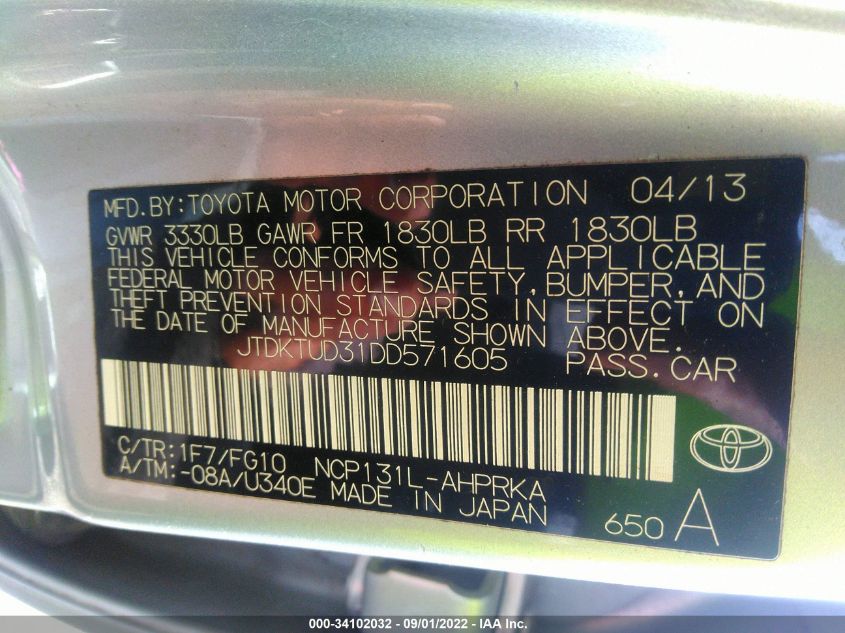 MFD.BY:TOYOTA MOTOR CORPORATION 04/13
GVWR 3330LB GAWR FR 1830LB RR 1830LB
THIS VEHICLE CONFORMS TO ALL APPLICABLE
FEDERAL MOTOR VEHICLE SAFETY, BUMPER, AND
THEFT PREVENTION STANDARDS IN EFFECT ON
THE DATE OF MANUFACTURE SHOWN ABOVE.
JTDKTUD31DD571605 PASS.CAR
C/TR:1F7/FG10 NCP131L-AHPRKA
A/TM:-08A/U340E MADE IN JAPAN
650 A
000-34102032 - 09/01/2022 - IAA Inc.